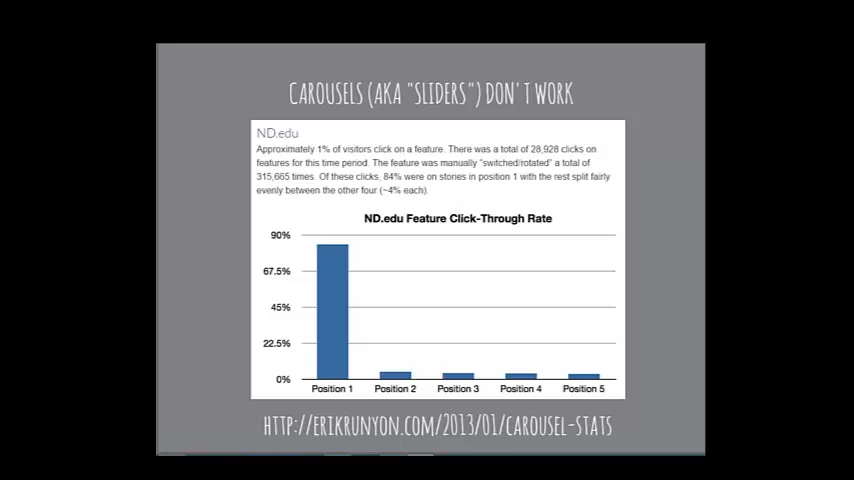 CAROUSELS (AKA "SLIDERS") DON'T WORK
ND.edu
Approximately 1% of visitors click on a feature. There was a total of 28,928 clicks on
features for this time period. The feature was manually "switched/rotated" a total of
315,665 times. Of these clicks, 84% were on stories in position 1 with the rest split fairly
evenly between the other four (~4% each).
ND.edu Feature Click-Through Rate
90%
67.5%
45%
22.5%
0%
Position 1 Position 2 Position 3 Position 4 Position 5
HTTP://ERIKRUNYON.COM/2013/01/CAROUSEL-STATS